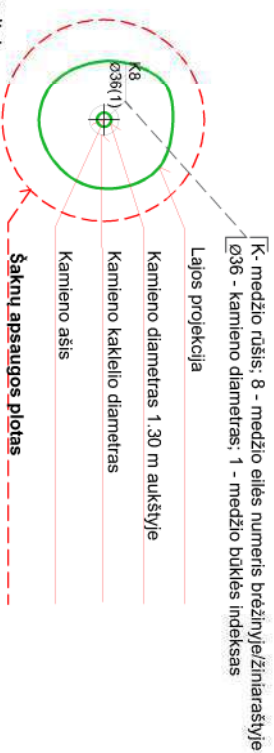 K- medžio rūšis; 8 - medžio eilės numeris brėžinyje/žiniaraštyje
Ø36 - kamieno diametras; 1 - medžio būklės indeksas
K8
Ø36(1)
Lajos projekcija
Kamieno diametras 1.30 m aukštyje
Kamieno kaklelio diametras
Kamieno ašis
Šaknų apsaugos plotas